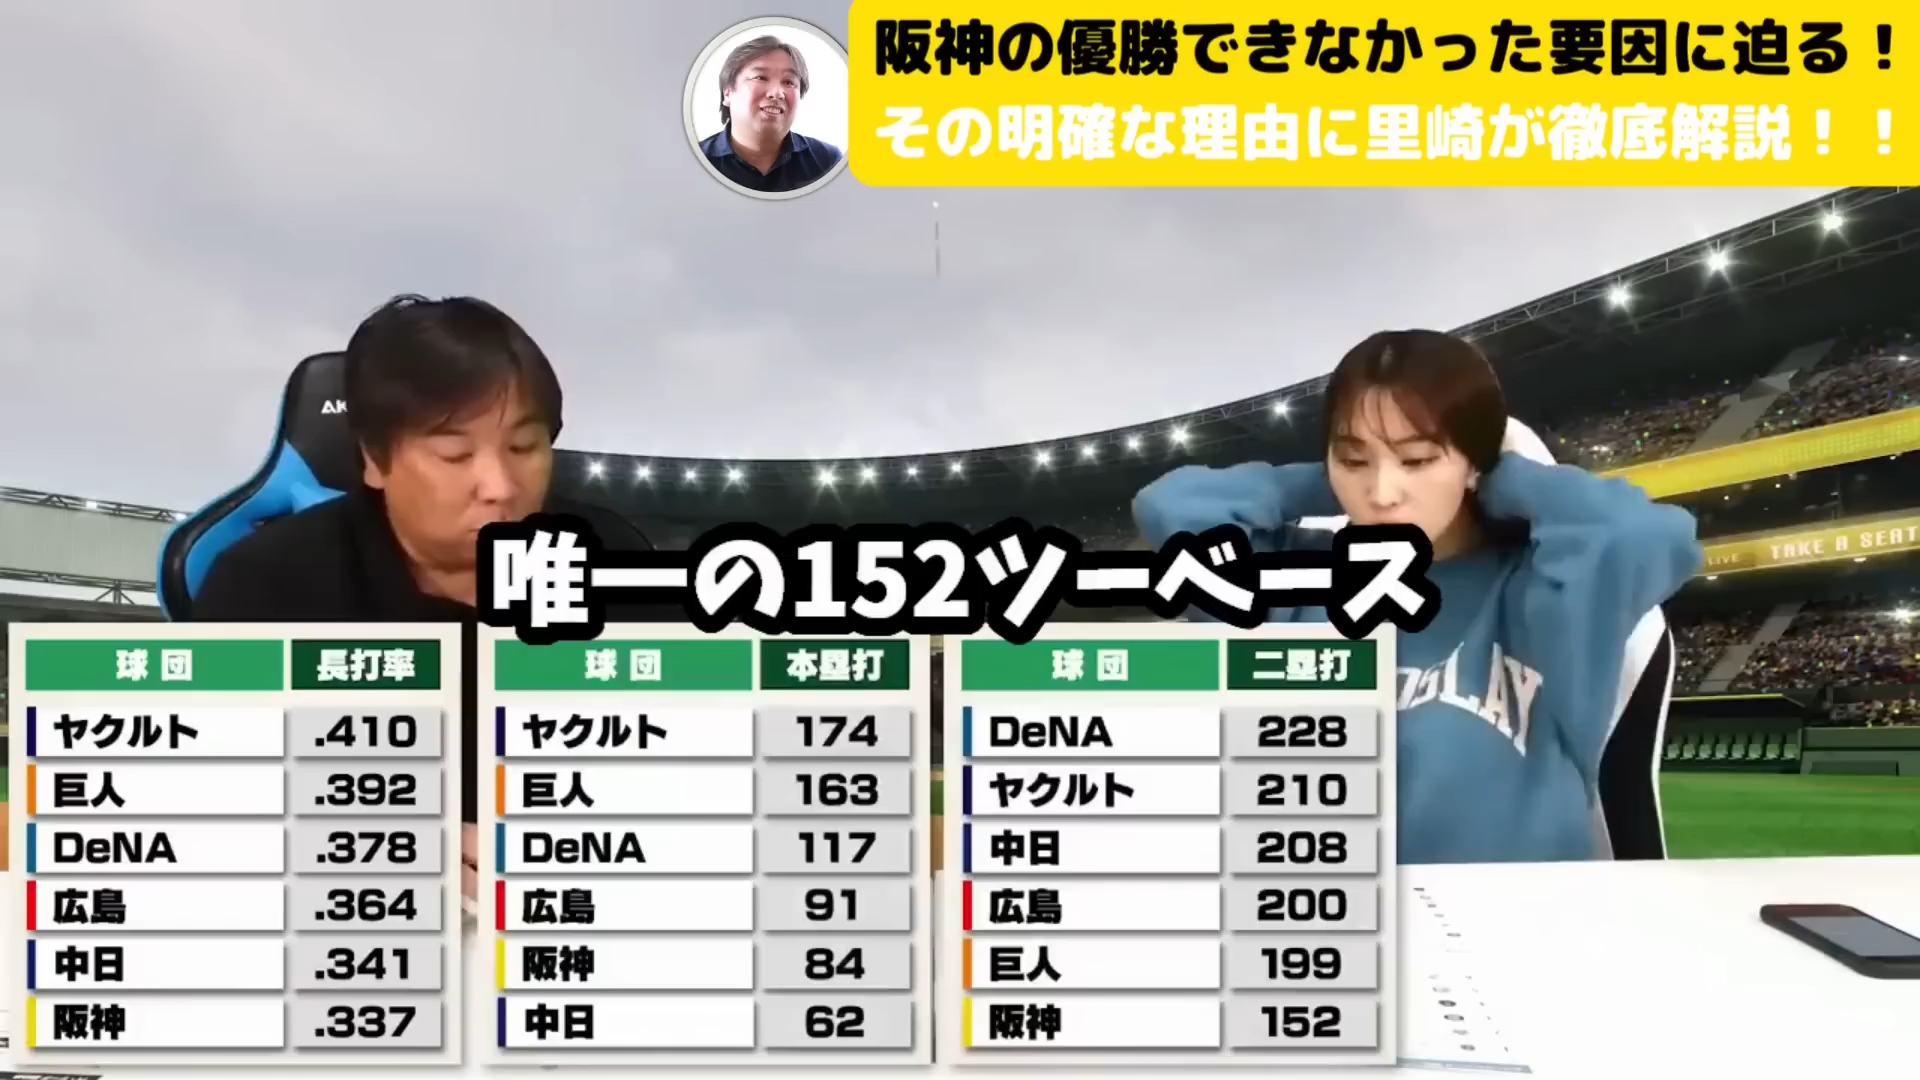 阪神の優勝できなかった要因に迫る！
その明確な理由に里崎が徹底解説！！
AK
LIVE TAKE A SEAT
唯一の152ツーベース
球団 長打率
ヤクルト .410
巨人 .392
DeNA .378
広島 .364
中日 .341
阪神 .337
球団 本塁打
ヤクルト 174
巨人 163
DeNA 117
広島 91
阪神 84
中日 62
球団 二塁打
DeNA 228
ヤクルト 210
中日 208
広島 200
巨人 199
阪神 152